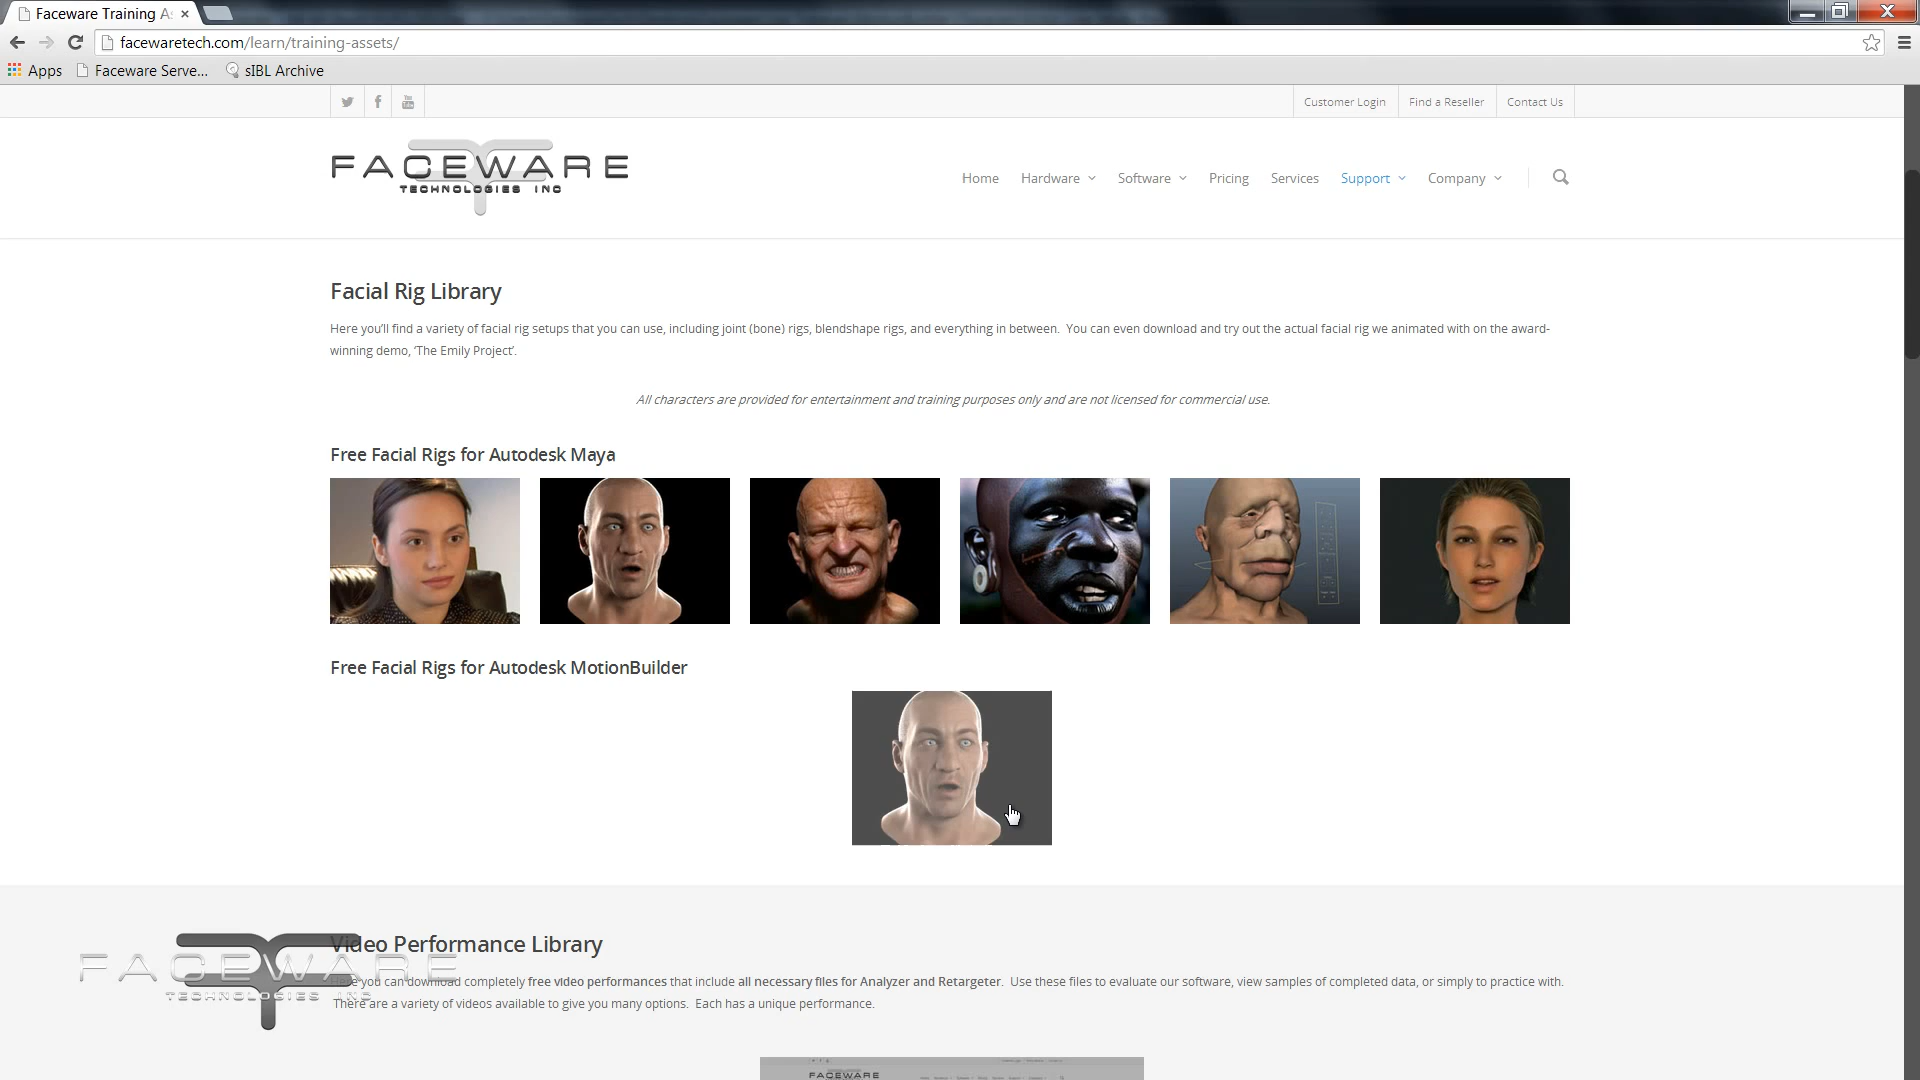 Faceware Training A
facewaretech.com/learn/training-assets/
Apps Faceware Serve... sIBL Archive
Customer Login Find a Reseller Contact Us
FACEWARE
TECHNOLOGIES INC
Home Hardware Software Pricing Services Support Company
Facial Rig Library
Here you'll find a variety of facial rig setups that you can use, including joint (bone) rigs, blendshape rigs, and everything in between. You can even download and try out the actual facial rig we animated with on the award-
winning demo, 'The Emily Project'.
All characters are provided for entertainment and training purposes only and are not licensed for commercial use.
Free Facial Rigs for Autodesk Maya
Free Facial Rigs for Autodesk MotionBuilder
Video Performance Library
Here you can download completely free video performances that include all necessary files for Analyzer and Retargeter. Use these files to evaluate our software, view samples of completed data, or simply to practice with.
There are a variety of videos available to give you many options. Each has a unique performance.
FACEWARE
TECHNOLOGIES INC
FACEWARE